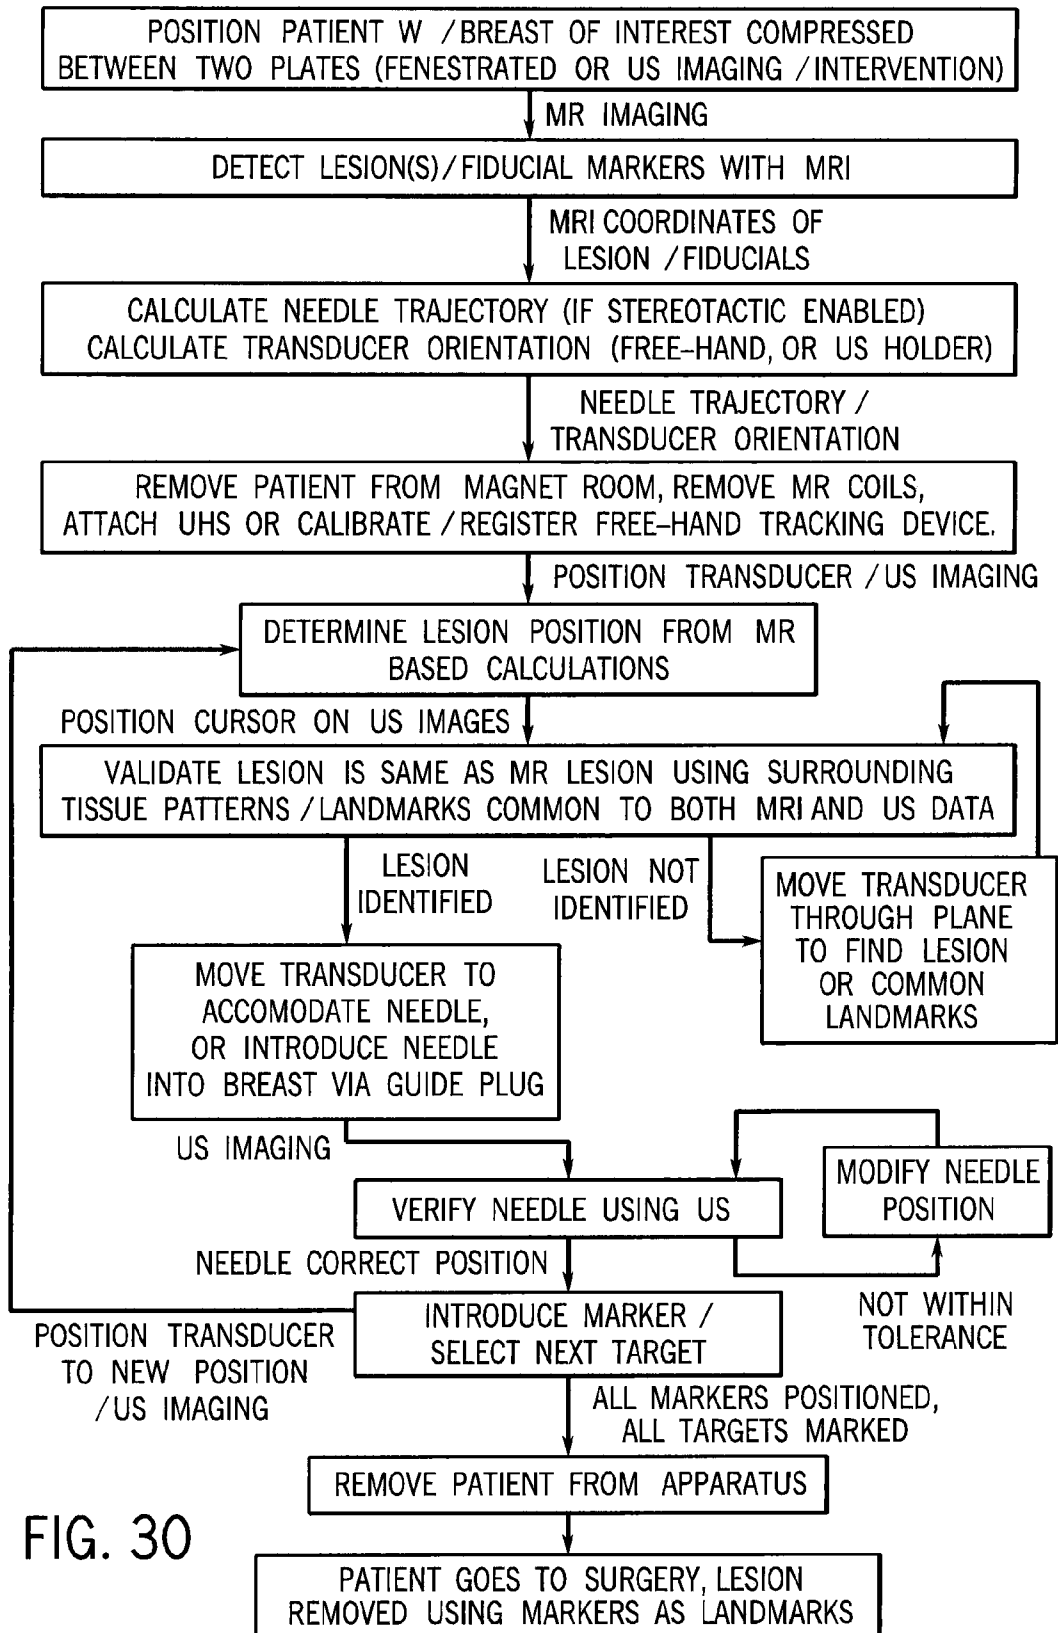 POSITION PATIENT W / BREAST OF INTEREST COMPRESSED
BETWEEN TWO PLATES (FENESTRATED OR US IMAGING / INTERVENTION)
MR IMAGING
DETECT LESION(S) / FIDUCIAL MARKERS WITH MRI
MRI COORDINATES OF
LESION / FIDUCIALS
CALCULATE NEEDLE TRAJECTORY (IF STEREOTACTIC ENABLED)
CALCULATE TRANSDUCER ORIENTATION (FREE-HAND, OR US HOLDER)
NEEDLE TRAJECTORY /
TRANSDUCER ORIENTATION
REMOVE PATIENT FROM MAGNET ROOM, REMOVE MR COILS,
ATTACH UHS OR CALIBRATE / REGISTER FREE-HAND TRACKING DEVICE.
POSITION TRANSDUCER / US IMAGING
DETERMINE LESION POSITION FROM MR
BASED CALCULATIONS
POSITION CURSOR ON US IMAGES
VALIDATE LESION IS SAME AS MR LESION USING SURROUNDING
TISSUE PATTERNS / LANDMARKS COMMON TO BOTH MRI AND US DATA
LESION
IDENTIFIED
LESION NOT
IDENTIFIED
MOVE TRANSDUCER
THROUGH PLANE
TO FIND LESION
OR COMMON
LANDMARKS
MOVE TRANSDUCER TO
ACCOMODATE NEEDLE,
OR INTRODUCE NEEDLE
INTO BREAST VIA GUIDE PLUG
US IMAGING
VERIFY NEEDLE USING US
MODIFY NEEDLE
POSITION
NEEDLE CORRECT POSITION
NOT WITHIN
TOLERANCE
INTRODUCE MARKER /
SELECT NEXT TARGET
POSITION TRANSDUCER
TO NEW POSITION
/ US IMAGING
ALL MARKERS POSITIONED,
ALL TARGETS MARKED
REMOVE PATIENT FROM APPARATUS
FIG. 30
PATIENT GOES TO SURGERY, LESION
REMOVED USING MARKERS AS LANDMARKS